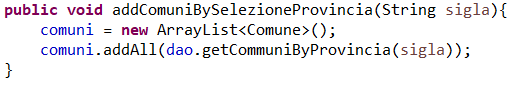 public void addComuniBySelezioneProvincia(String sigla){
    comuni = new ArrayList<Comune>();
    comuni.addAll(dao.getCommuniByProvincia(sigla));
}